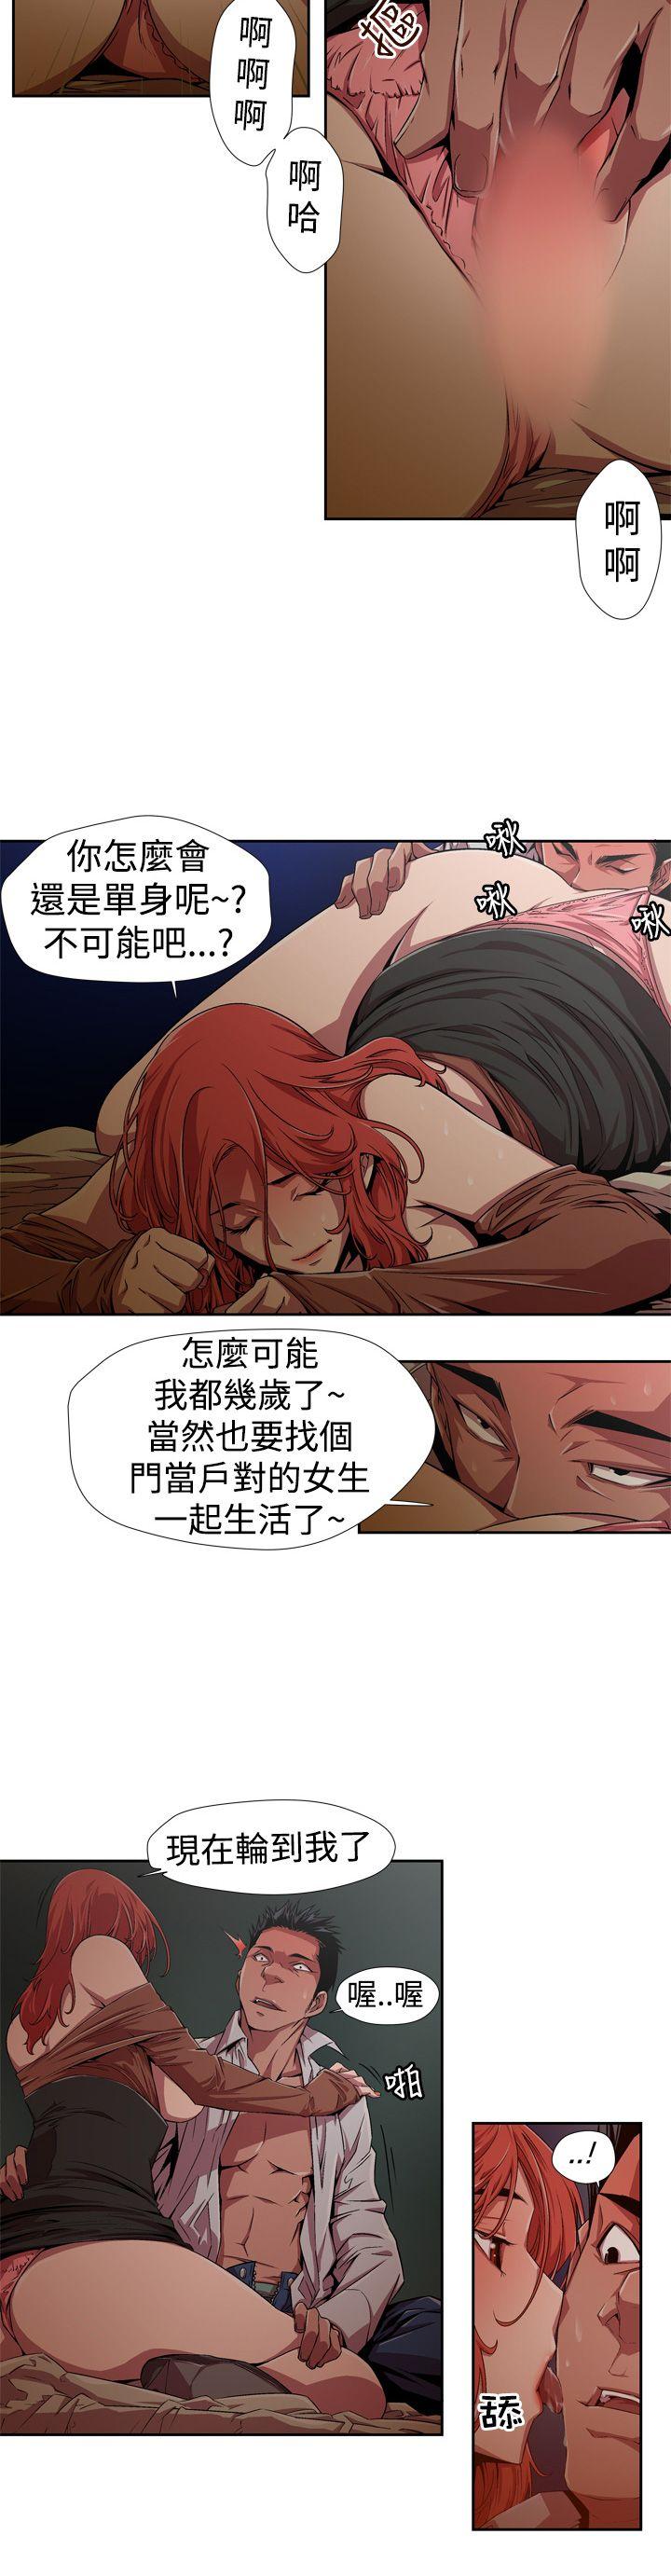 啊
啊
啊
摳
啊
哈
啊
啊
你怎麼會
還是單身呢~?
不可能吧...?
啾
啾
啾
怎麼可能
我都幾歲了~
當然也要找個
門當戶對的女生
一起生活了~
現在輪到我了
喔..喔
啪
..!
舔